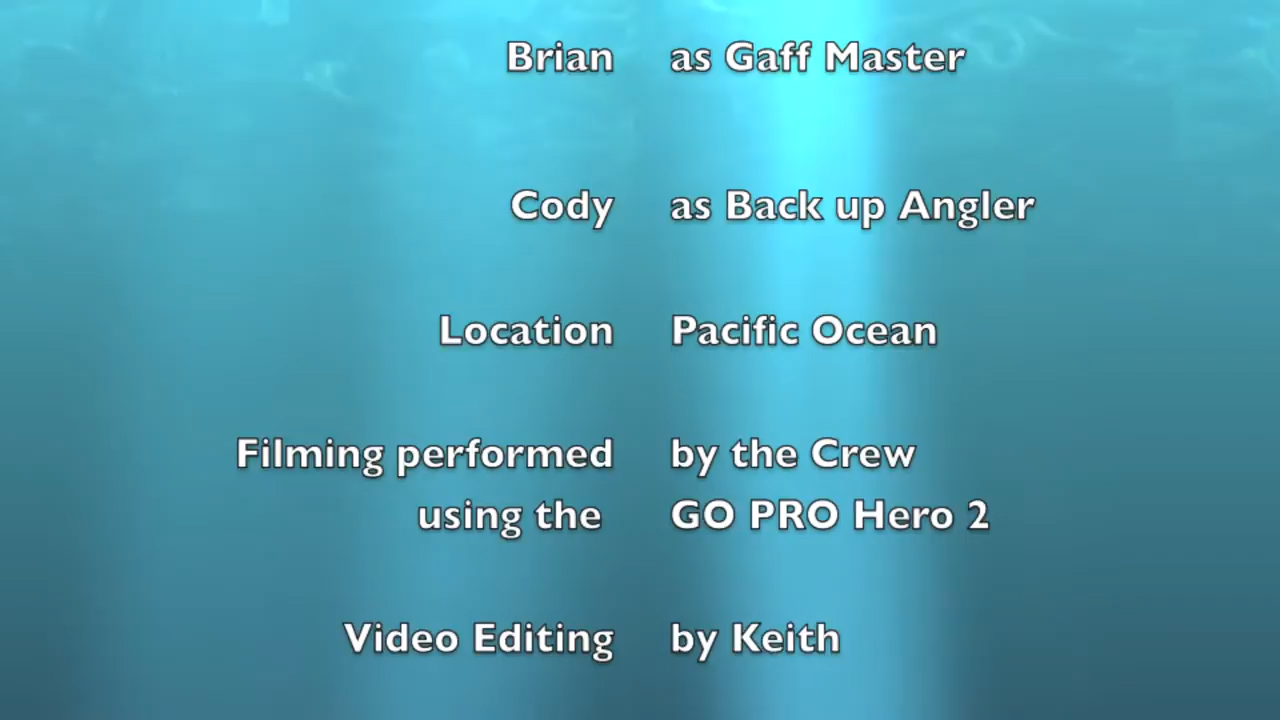 Brian as Gaff Master
Cody as Back up Angler
Location Pacific Ocean
Filming performed by the Crew
using the GO PRO Hero 2
Video Editing by Keith